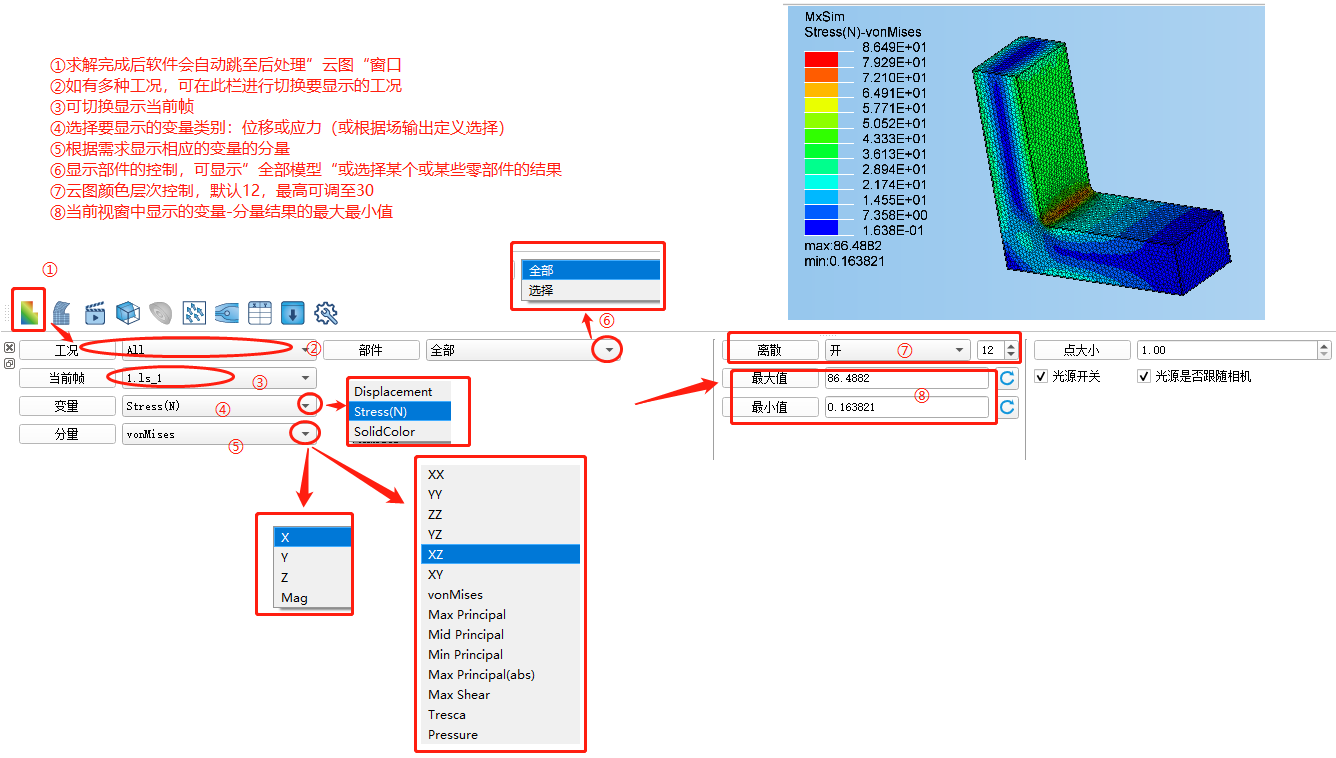 MxSim
Stress(N)-vonMises
8.649E+01
7.929E+01
7.210E+01
6.491E+01
5.771E+01
5.052E+01
4.333E+01
3.613E+01
2.894E+01
2.174E+01
1.455E+01
7.358E+00
1.638E-01
max:86.4882
min:0.163821
①求解完成后软件会自动跳至后处理”云图“窗口
②如有多种工况，可在此栏进行切换要显示的工况
③可切换显示当前帧
④选择要显示的变量类别：位移或应力（或根据场输出定义选择）
⑤根据需求显示相应的变量的分量
⑥显示部件的控制，可显示”全部模型“或选择某个或某些零部件的结果
⑦云图颜色层次控制，默认12，最高可调至30
⑧当前视窗中显示的变量-分量结果的最大最小值
①
全部
选择
⑥
工况 All ② 部件 全部
当前帧 1.ls_1 ③
变量 Stress(N) ④
分量 vonMises ⑤
Displacement
Stress(N)
SolidColor
离散 开 ⑦ 12
最大值 86.4882
最小值 0.163821 ⑧
点大小 1.00
光源开关 光源是否跟随相机
X
Y
Z
Mag
XX
YY
ZZ
YZ
XZ
XY
vonMises
Max Principal
Mid Principal
Min Principal
Max Principal(abs)
Max Shear
Tresca
Pressure